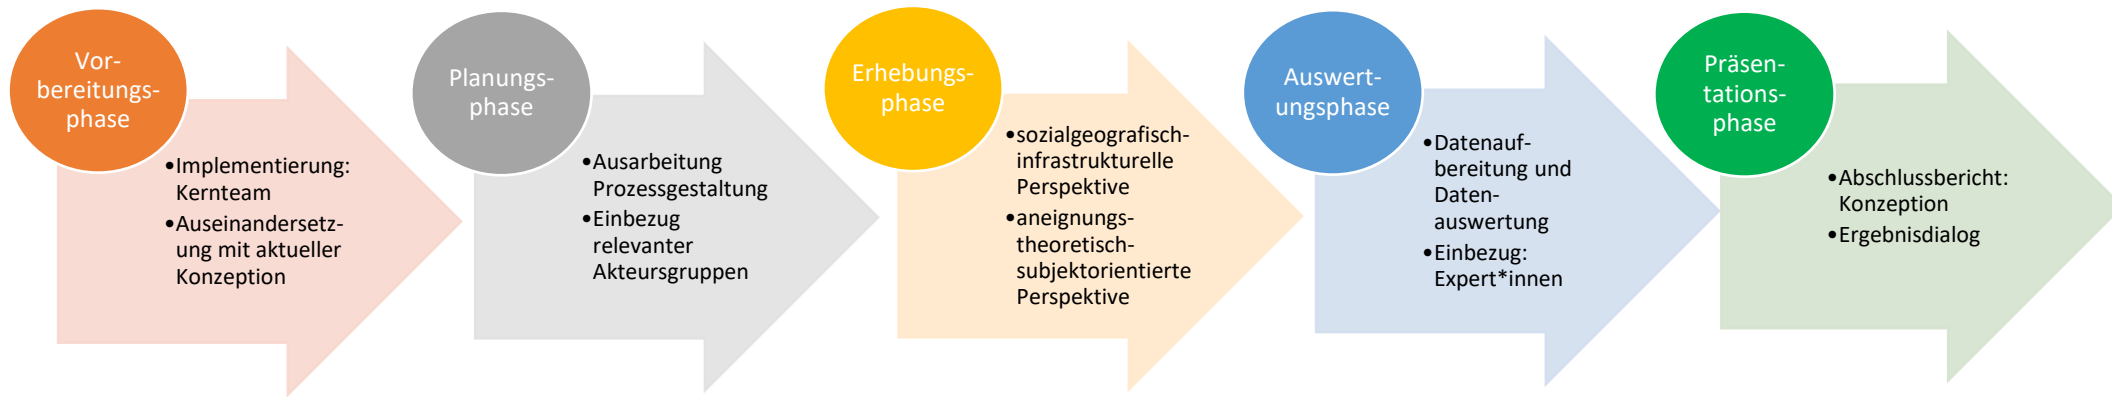 Vor-
bereitungs-
phase
•Implementierung:
Kernteam
•Auseinandersetz-
ung mit aktueller
Konzeption
Planungs-
phase
•Ausarbeitung
Prozessgestaltung
•Einbezug
relevanter
Akteursgruppen
Erhebungs-
phase
•sozialgeografisch-
infrastrukturelle
Perspektive
•aneignungs-
theoretisch-
subjektorientierte
Perspektive
Auswert-
ungsphase
•Datenauf-
bereitung und
Daten-
auswertung
•Einbezug:
Expert*innen
Präsen-
tations-
phase
•Abschlussbericht:
Konzeption
•Ergebnisdialog